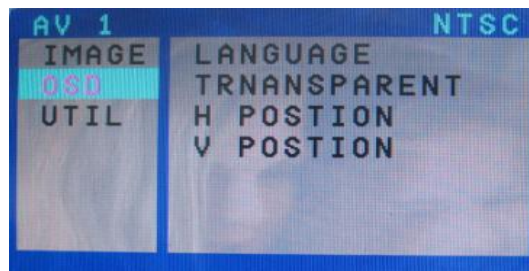 AV 1 NTSC
IMAGE
OSD
UTIL
LANGUAGE
TRNANSPARENT
H POSTION
V POSTION